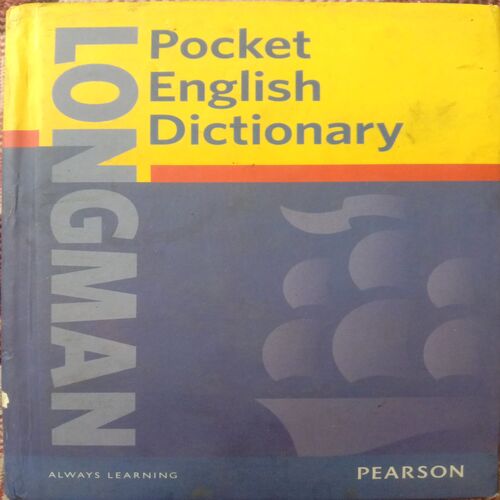 LONGMAN
Pocket
English
Dictionary
ALWAYS LEARNING
PEARSON